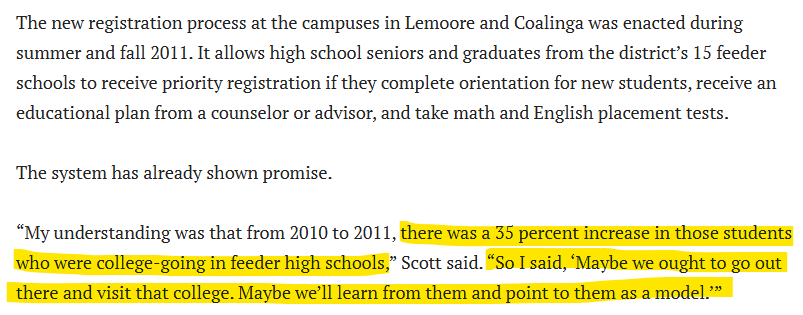 The new registration process at the campuses in Lemoore and Coalinga was enacted during
summer and fall 2011. It allows high school seniors and graduates from the district’s 15 feeder
schools to receive priority registration if they complete orientation for new students, receive an
educational plan from a counselor or advisor, and take math and English placement tests.
The system has already shown promise.
“My understanding was that from 2010 to 2011, there was a 35 percent increase in those students
who were college-going in feeder high schools,” Scott said. “So I said, ‘Maybe we ought to go out
there and visit that college. Maybe we’ll learn from them and point to them as a model.’”